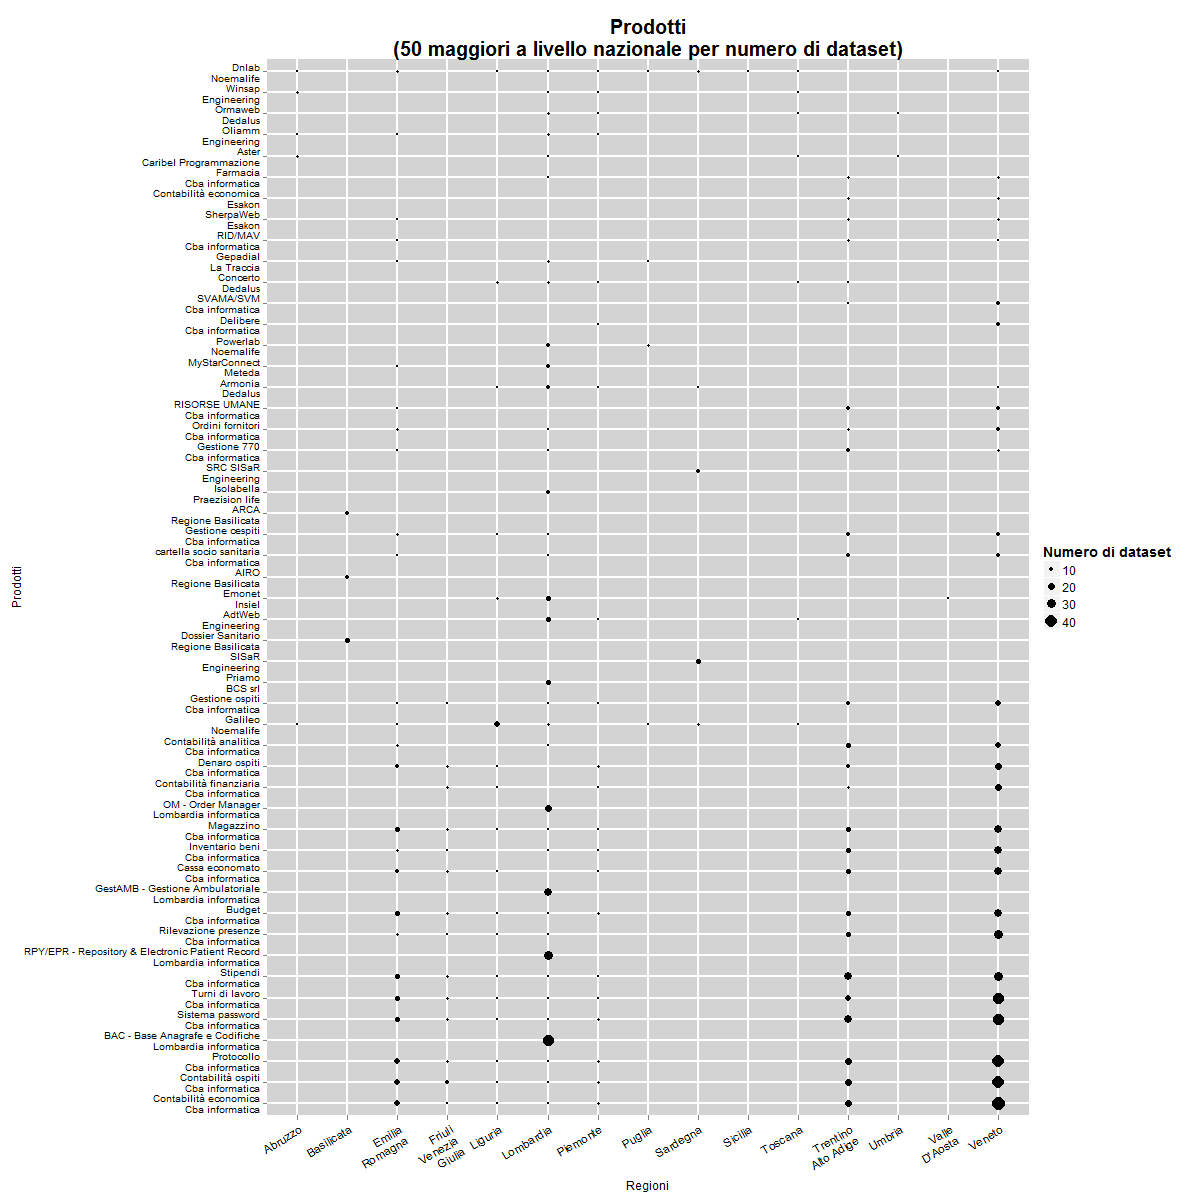 Prodotti
(50 maggiori a livello nazionale per numero di dataset)
Dnlab
Noemalife
Winsap
Engineering
Ormaweb
Dedalus
Oliamm
Engineering
Aster
Caribel Programmazione
Farmacia
Cba informatica
Contabilità economica
Esakon
SherpaWeb
Esakon
RID/MAV
Cba informatica
Gepadial
La Traccia
Concerto
Dedalus
SVAMA/SVM
Cba informatica
Delibere
Cba informatica
Powerlab
Noemalife
MyStarConnect
Meteda
Armonia
Dedalus
RISORSE UMANE
Cba informatica
Ordini fornitori
Cba informatica
Gestione 770
Cba informatica
SRC SISaR
Engineering
Isolabella
Praezision life
ARCA
Regione Basilicata
Gestione cespiti
Cba informatica
cartella socio sanitaria
Cba informatica
AIRO
Regione Basilicata
Emonet
Insiel
AdtWeb
Engineering
Dossier Sanitario
Regione Basilicata
SISaR
Engineering
Priamo
BCS srl
Gestione ospiti
Cba informatica
Galileo
Noemalife
Contabilità analitica
Cba informatica
Denaro ospiti
Cba informatica
Contabilità finanziaria
Cba informatica
OM - Order Manager
Lombardia informatica
Magazzino
Cba informatica
Inventario beni
Cba informatica
Cassa economato
Cba informatica
GestAMB - Gestione Ambulatoriale
Lombardia informatica
Budget
Cba informatica
Rilevazione presenze
Cba informatica
RPY/EPR - Repository & Electronic Patient Record
Lombardia informatica
Stipendi
Cba informatica
Turni di lavoro
Cba informatica
Sistema password
Cba informatica
BAC - Base Anagrafe e Codifiche
Lombardia informatica
Protocollo
Cba informatica
Contabilità ospiti
Cba informatica
Contabilità economica
Cba informatica
Prodotti
Abruzzo
Basilicata
Emilia
Romagna
Friuli
Venezia
Giulia
Liguria
Lombardia
Piemonte
Puglia
Sardegna
Sicilia
Toscana
Trentino
Alto Adige
Umbria
Valle
D'Aosta
Veneto
Regioni
Numero di dataset
10
20
30
40